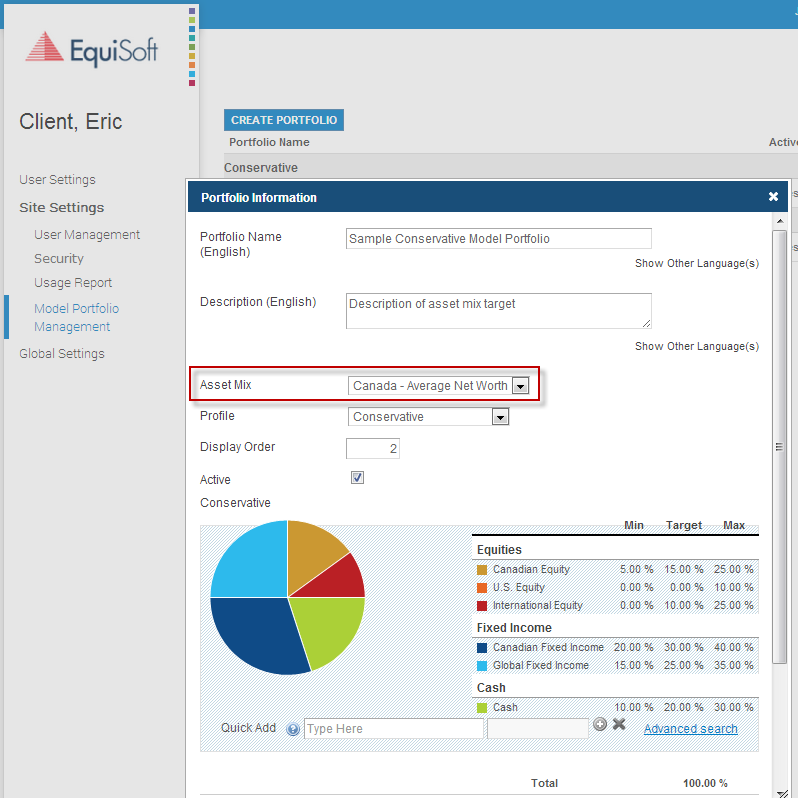 EquiSoft
Client, Eric
User Settings
Site Settings
User Management
Security
Usage Report
Model Portfolio
Management
Global Settings
CREATE PORTFOLIO
Portfolio Name Active
Conservative
Portfolio Information
Portfolio Name
(English)
Sample Conservative Model Portfolio
Show Other Language(s)
Description (English)
Description of asset mix target
Show Other Language(s)
Asset Mix Canada - Average Net Worth
Profile Conservative
Display Order 2
Active
Conservative
Min Target Max
Equities
Canadian Equity 5.00 % 15.00 % 25.00 %
U.S. Equity 0.00 % 0.00 % 10.00 %
International Equity 0.00 % 10.00 % 25.00 %
Fixed Income
Canadian Fixed Income 20.00 % 30.00 % 40.00 %
Global Fixed Income 15.00 % 25.00 % 35.00 %
Cash
Cash 10.00 % 20.00 % 30.00 %
Quick Add Type Here Advanced search
Total 100.00 %